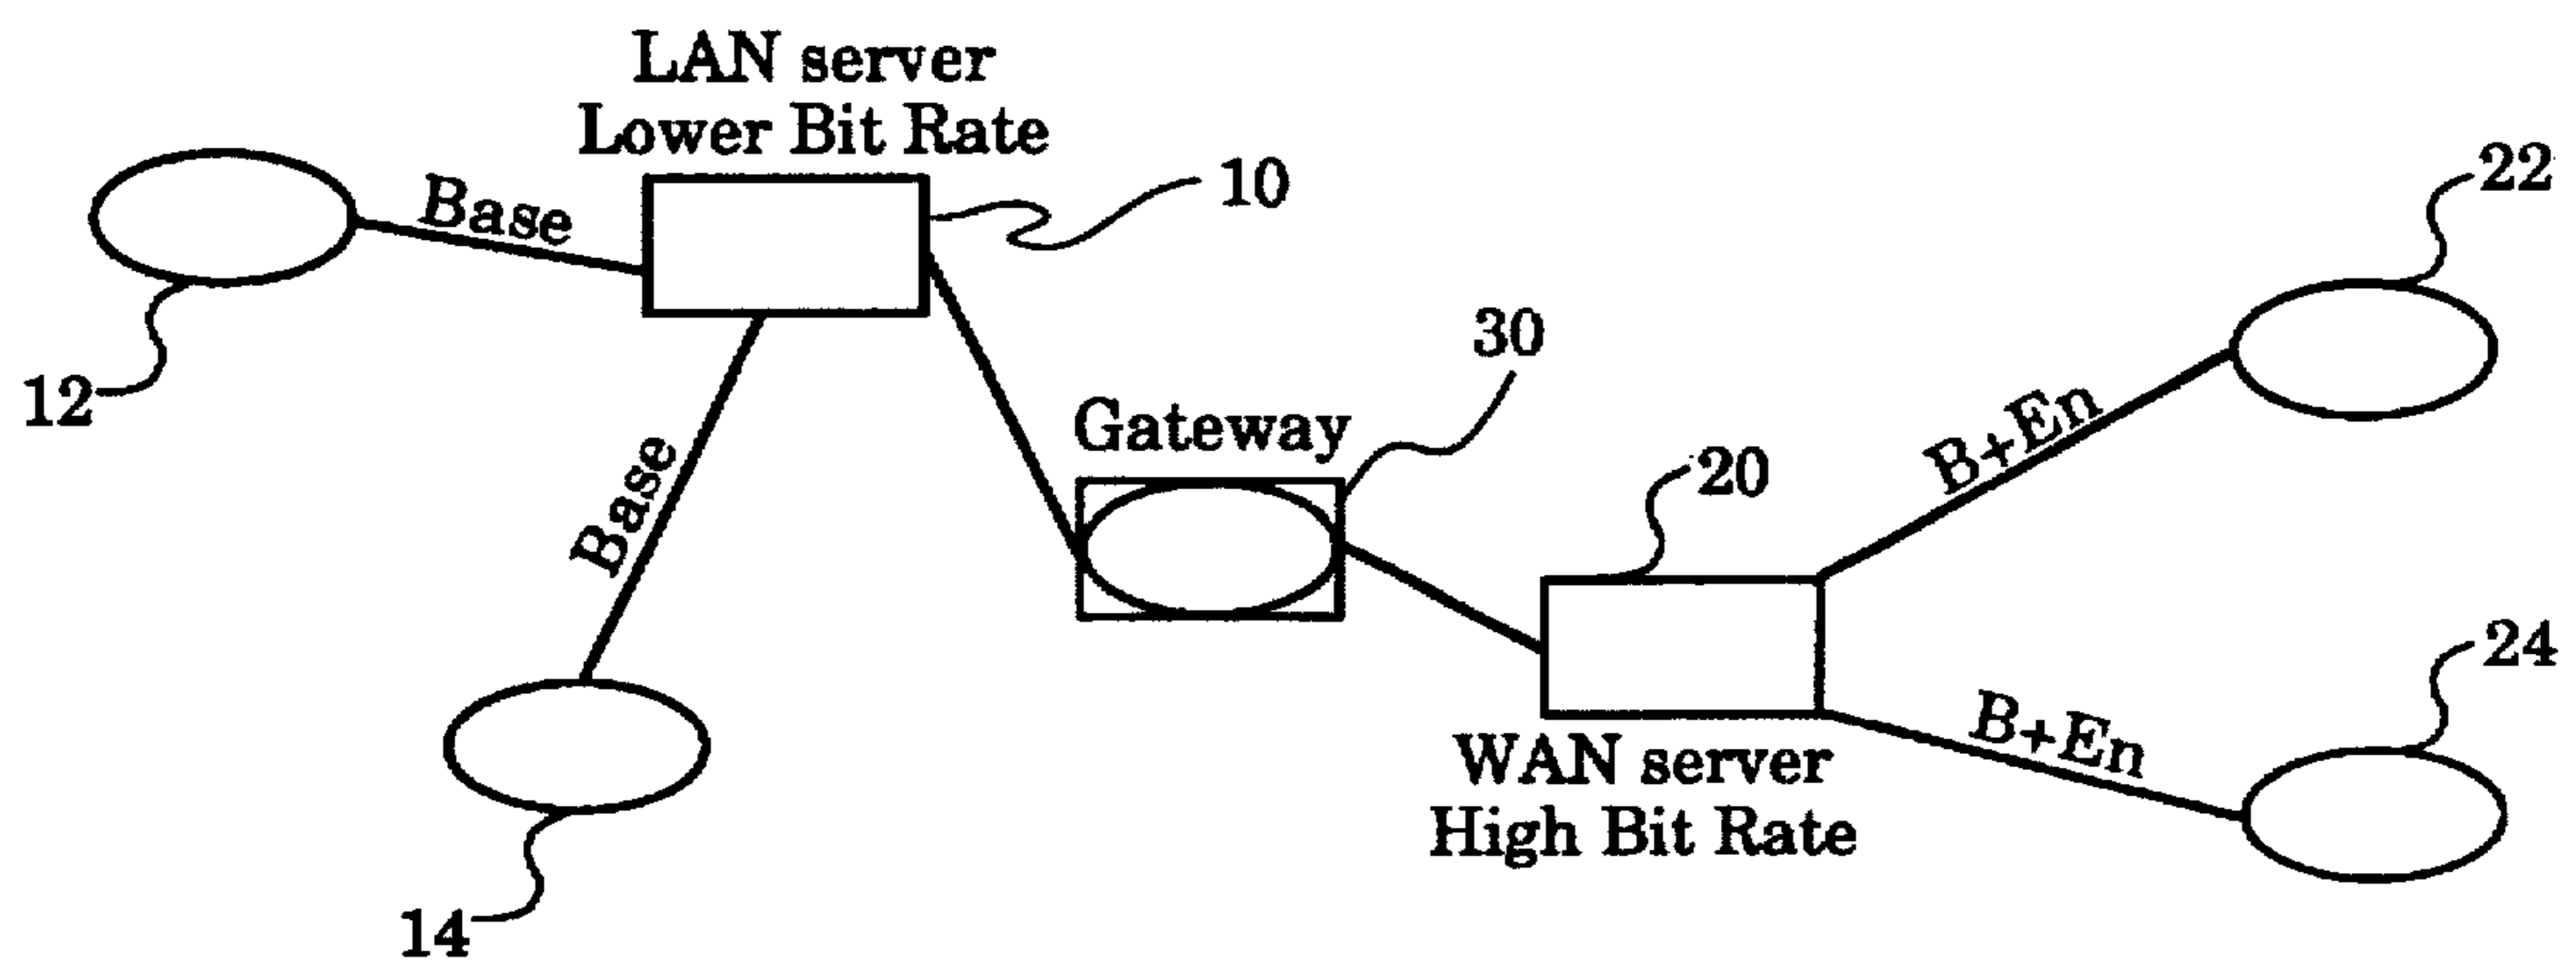 LAN server
Lower Bit Rate
10
22
Base
12
30
Gateway
Base
20
B+En
24
B+En
WAN server
High Bit Rate
14